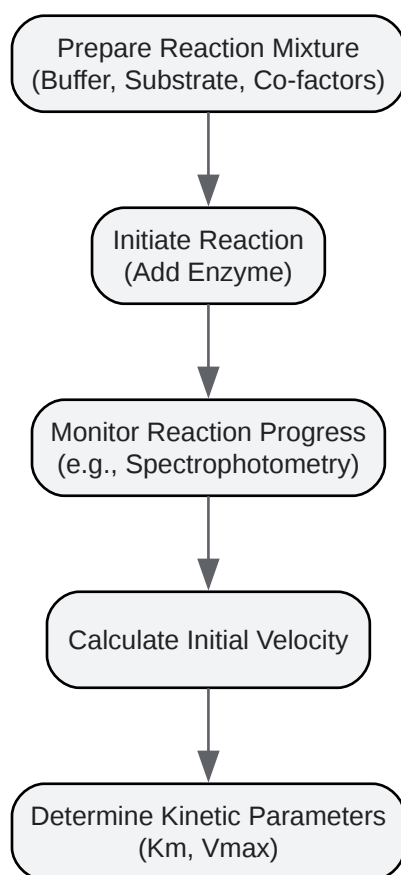 Prepare Reaction Mixture
(Buffer, Substrate, Co-factors)
Initiate Reaction
(Add Enzyme)
Monitor Reaction Progress
(e.g., Spectrophotometry)
Calculate Initial Velocity
Determine Kinetic Parameters
(Km, Vmax)